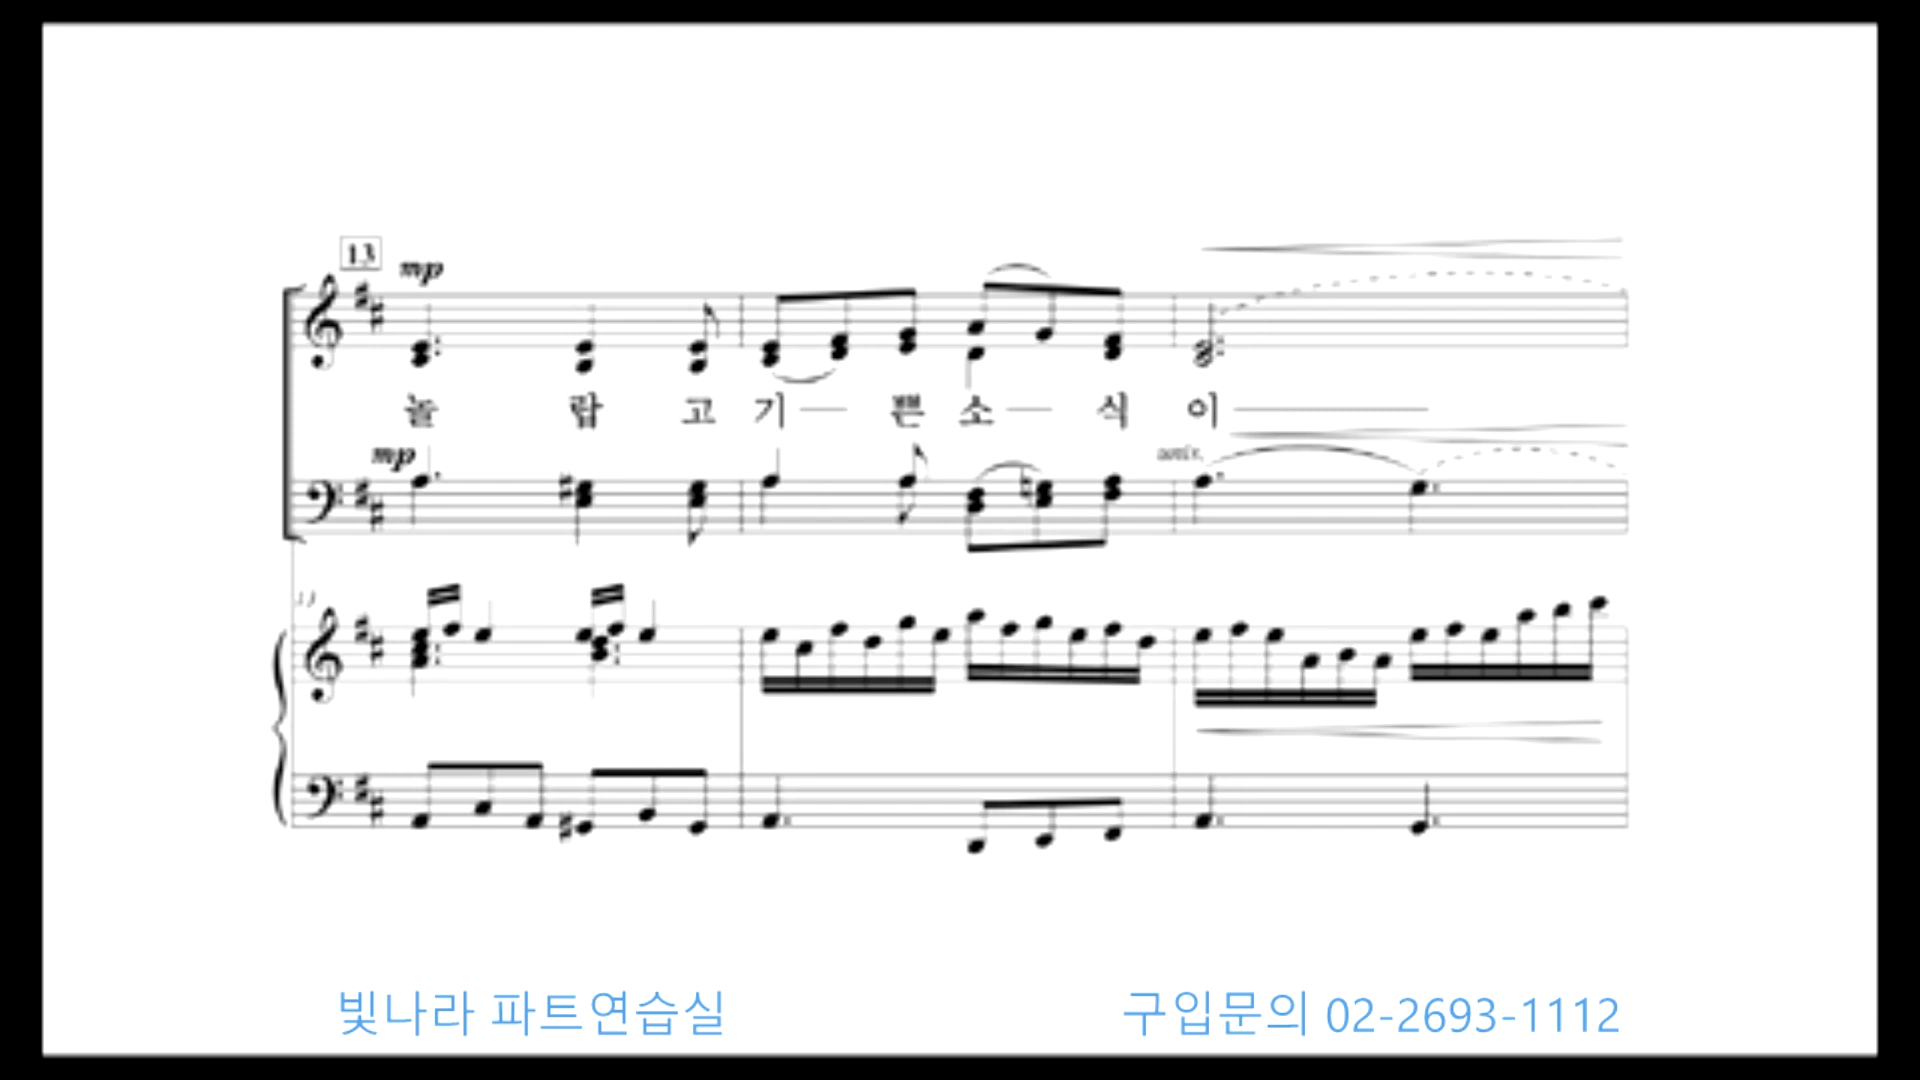 13
mp
놀 랍 고 기 쁜 소 식 이
mp unis.
13
빛나라 파트연습실 구입문의 02-2693-1112